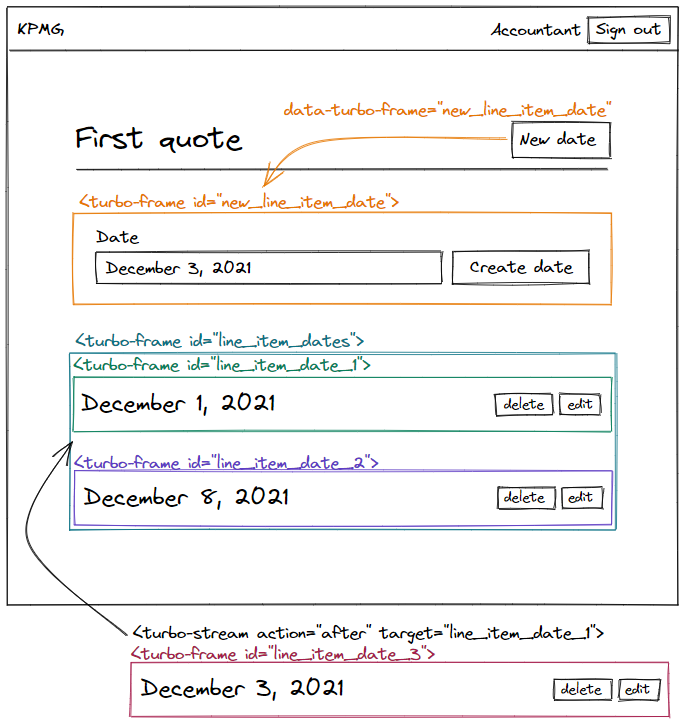 KPMG Accountant Sign out
data-turbo-frame="new_line_item_date"
First quote New date
<turbo-frame id="new_line_item_date">
Date
December 3, 2021 Create date
<turbo-frame id="line_item_dates">
<turbo-frame id="line_item_date_1">
December 1, 2021 delete edit
<turbo-frame id="line_item_date_2">
December 8, 2021 delete edit
<turbo-stream action="after" target="line_item_date_1">
<turbo-frame id="line_item_date_3">
December 3, 2021 delete edit